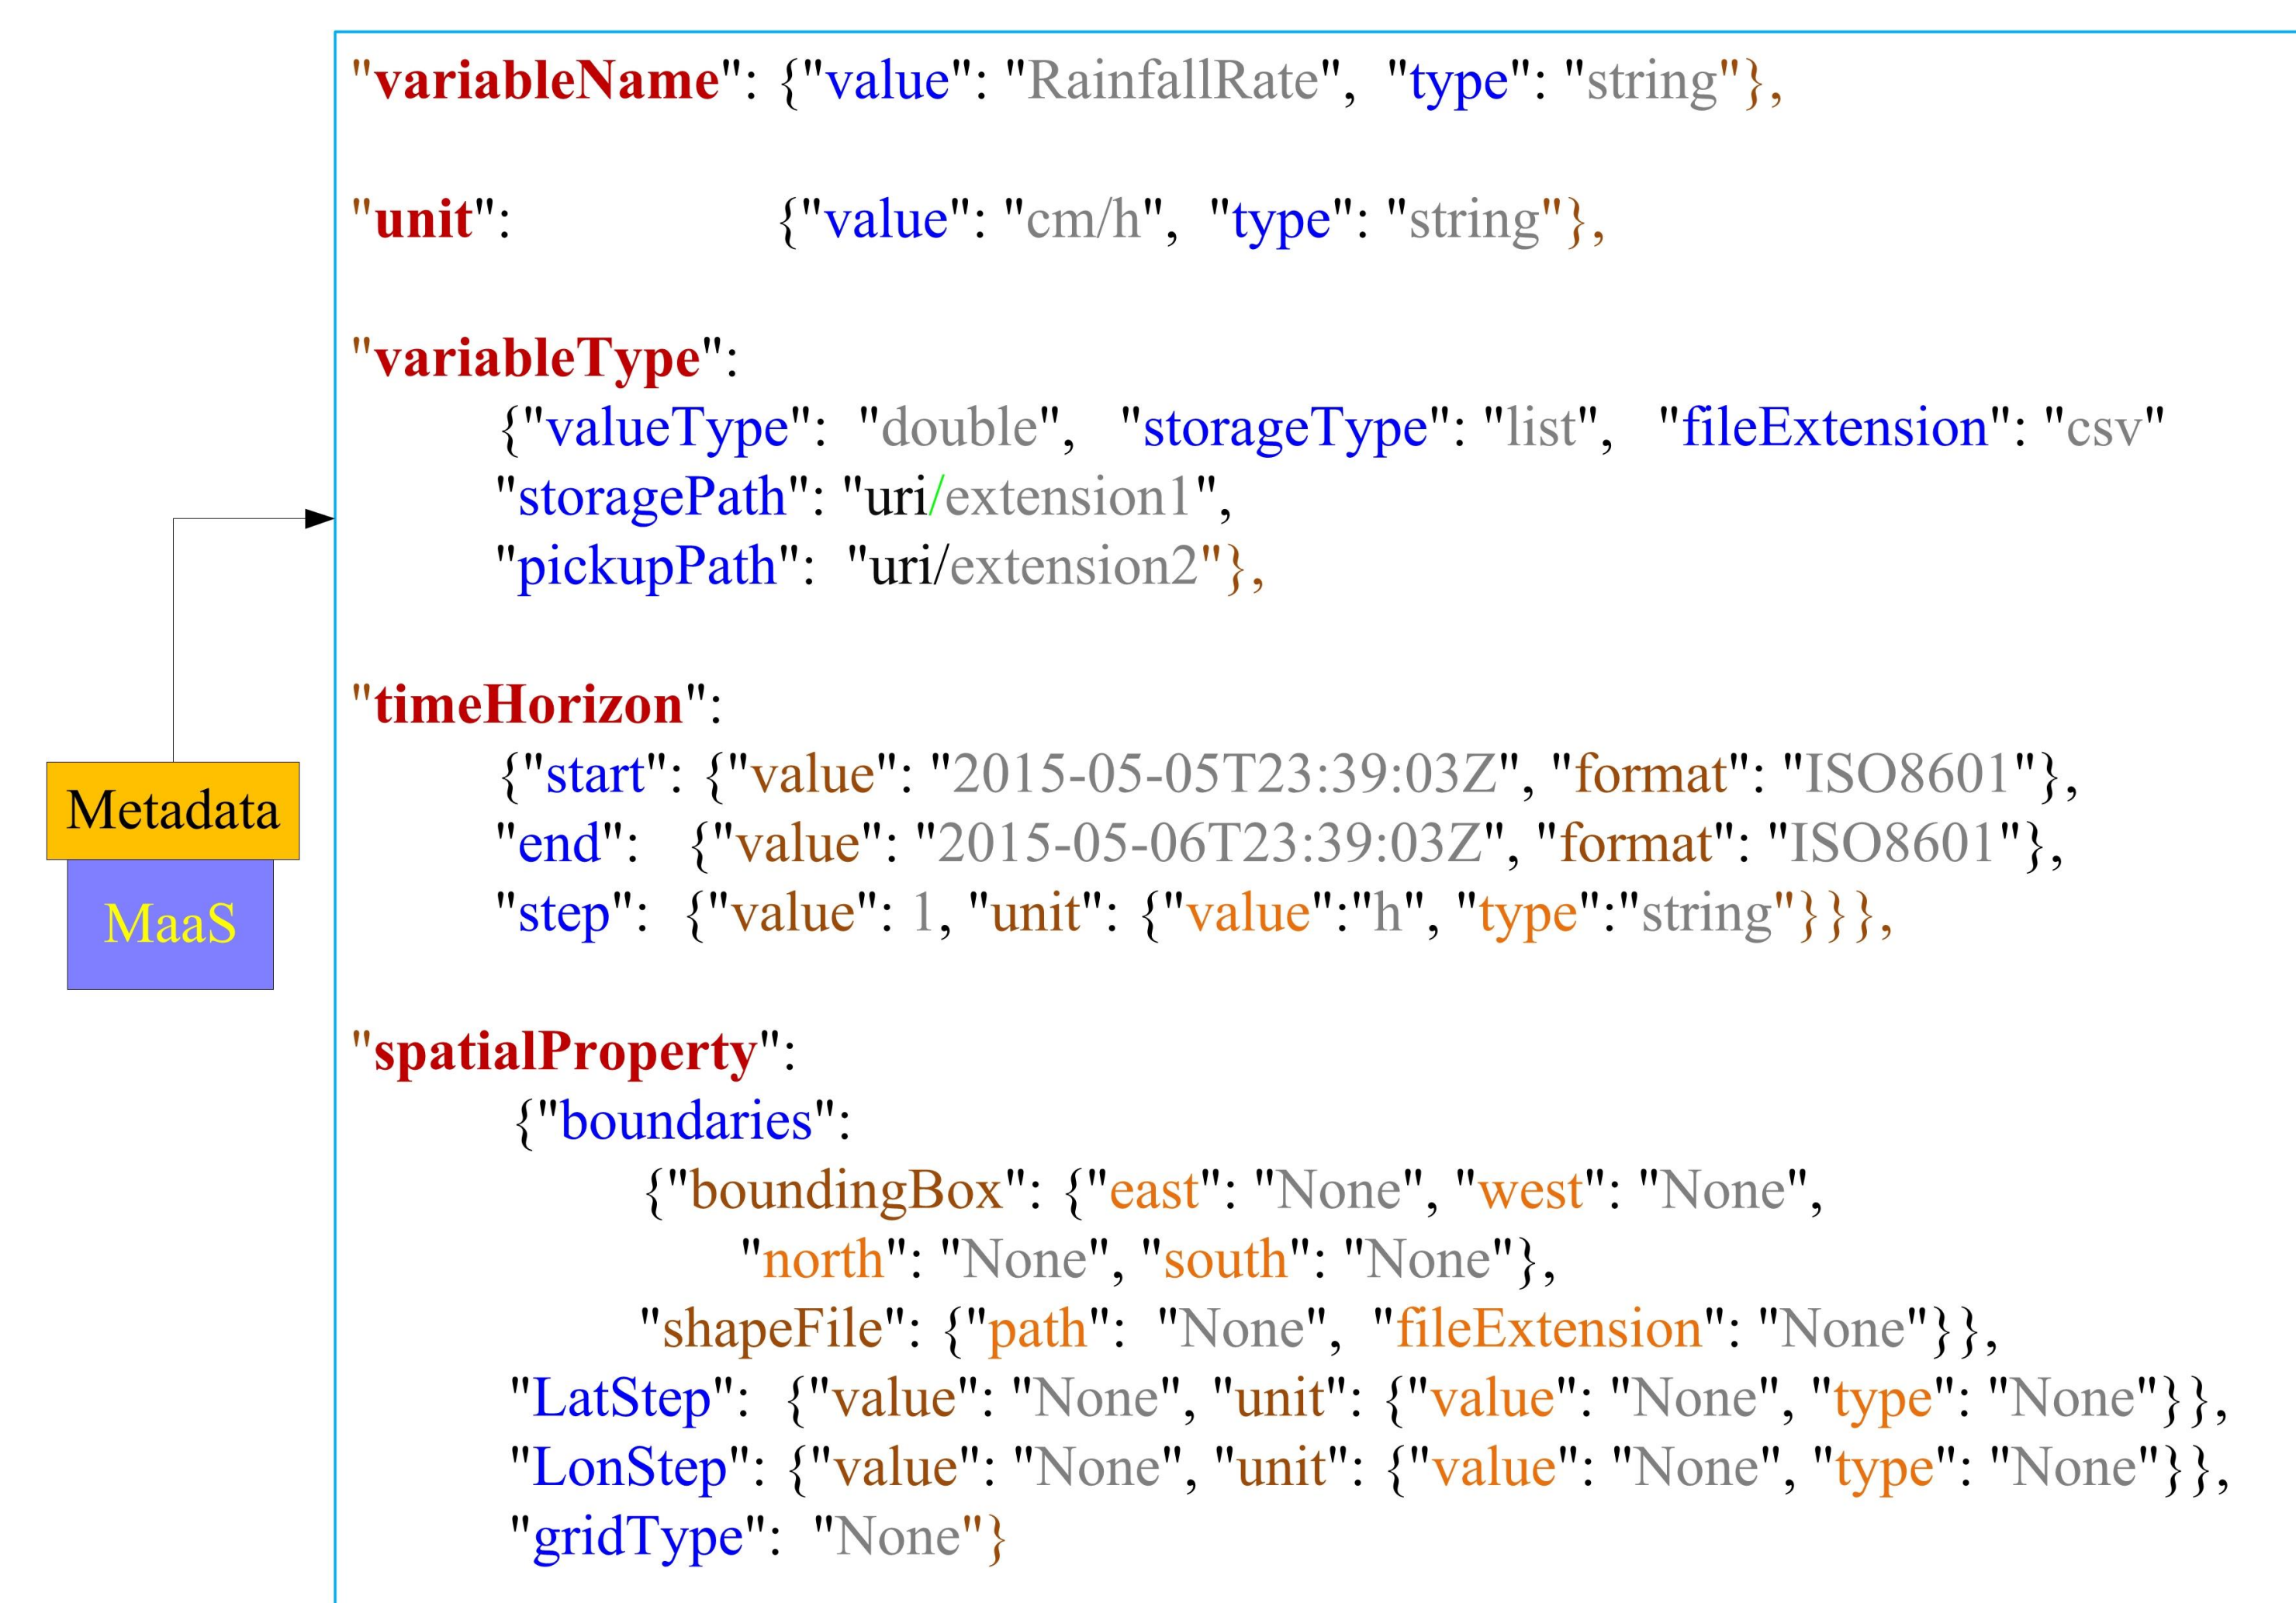 "variableName": {"value": "RainfallRate", "type": "string"},
"unit": {"value": "cm/h", "type": "string"},
"variableType":
{"valueType": "double", "storageType": "list", "fileExtension": "csv"
"storagePath": "uri/extension1",
"pickupPath": "uri/extension2"},
"timeHorizon":
{"start": {"value": "2015-05-05T23:39:03Z", "format": "ISO8601"},
"end": {"value": "2015-05-06T23:39:03Z", "format": "ISO8601"},
"step": {"value": 1, "unit": {"value":"h", "type":"string"}}},
"spatialProperty":
{"boundaries":
{"boundingBox": {"east": "None", "west": "None",
"north": "None", "south": "None"},
"shapeFile": {"path": "None", "fileExtension": "None"}},
"LatStep": {"value": "None", "unit": {"value": "None", "type": "None"}},
"LonStep": {"value": "None", "unit": {"value": "None", "type": "None"}},
"gridType": "None"}
Metadata
MaaS